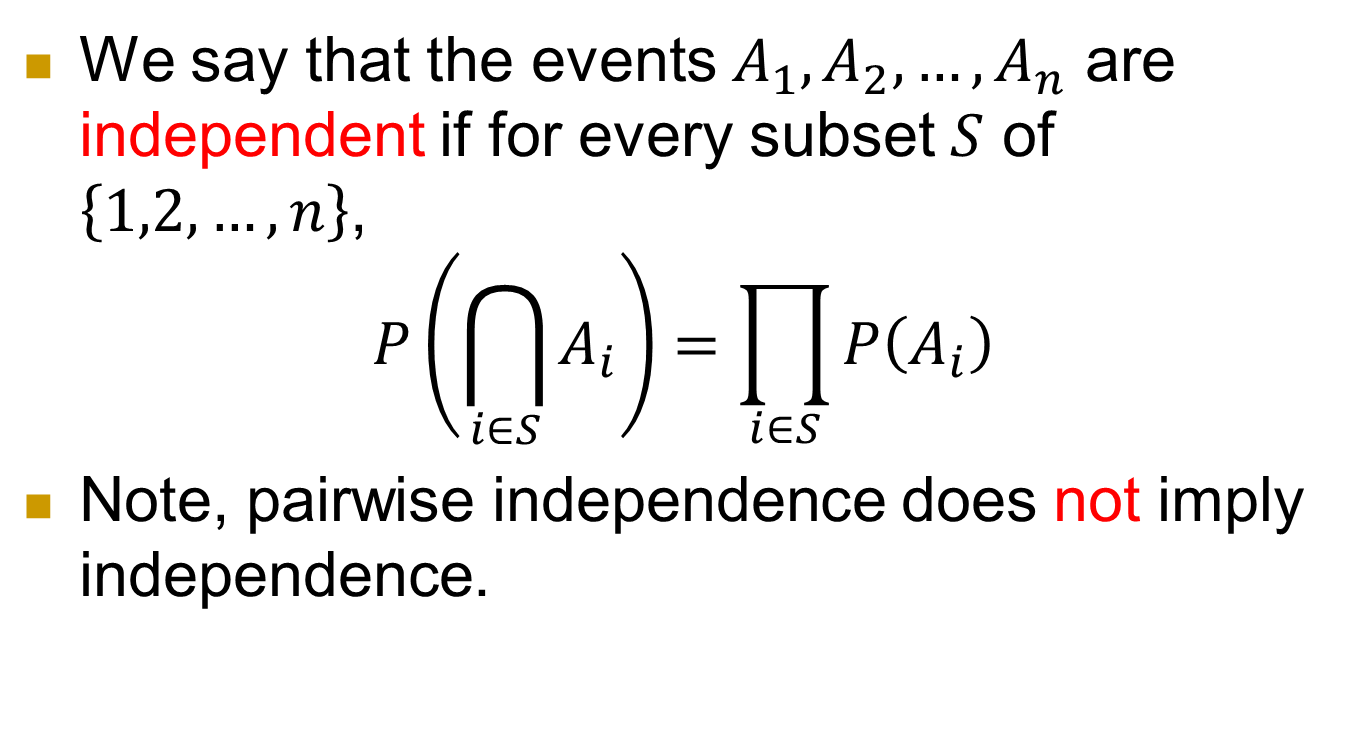 We say that the events A₁, A₂, … , Aₙ are
independent if for every subset S of
{1,2, … , n},
P(⋂_{i∈S} Aᵢ) = ∏_{i∈S} P(Aᵢ)
Note, pairwise independence does not imply
independence.